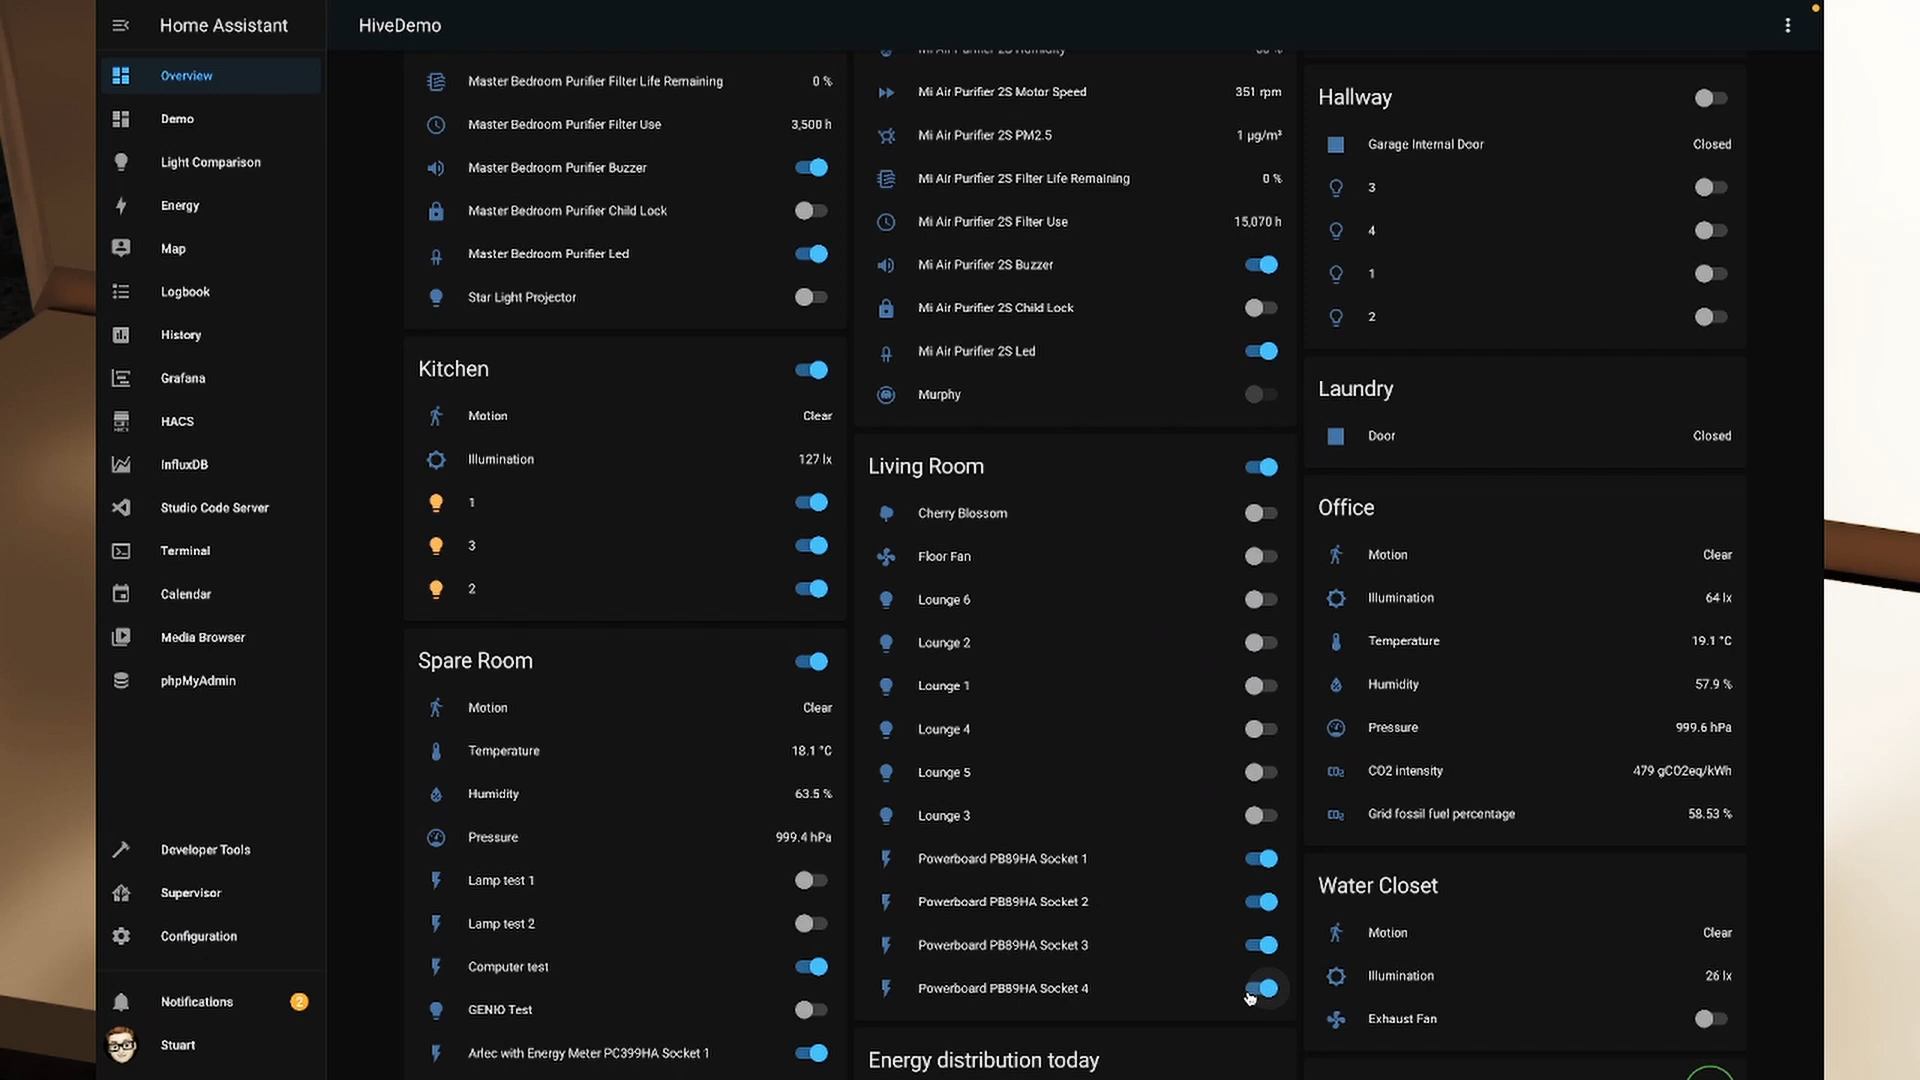 Home Assistant
HiveDemo
Overview
Demo
Light Comparison
Energy
Map
Logbook
History
Grafana
HACS
InfluxDB
Studio Code Server
Terminal
Calendar
Media Browser
phpMyAdmin
Developer Tools
Supervisor
Configuration
Notifications 2
Stuart
Master Bedroom Purifier Filter Life Remaining 0 %
Master Bedroom Purifier Filter Use 3,500 h
Master Bedroom Purifier Buzzer
Master Bedroom Purifier Child Lock
Master Bedroom Purifier Led
Star Light Projector
Kitchen
Motion Clear
Illumination 127 lx
1
3
2
Spare Room
Motion Clear
Temperature 18.1 °C
Humidity 63.5 %
Pressure 999.4 hPa
Lamp test 1
Lamp test 2
Computer test
GENIO Test
Arlec with Energy Meter PC399HA Socket 1
Mi Air Purifier 2S Humidity
Mi Air Purifier 2S Motor Speed 351 rpm
Mi Air Purifier 2S PM2.5 1 µg/m³
Mi Air Purifier 2S Filter Life Remaining 0 %
Mi Air Purifier 2S Filter Use 15,070 h
Mi Air Purifier 2S Buzzer
Mi Air Purifier 2S Child Lock
Mi Air Purifier 2S Led
Murphy
Living Room
Cherry Blossom
Floor Fan
Lounge 6
Lounge 2
Lounge 1
Lounge 4
Lounge 5
Lounge 3
Powerboard PB89HA Socket 1
Powerboard PB89HA Socket 2
Powerboard PB89HA Socket 3
Powerboard PB89HA Socket 4
Energy distribution today
Hallway
Garage Internal Door Closed
3
4
1
2
Laundry
Door Closed
Office
Motion Clear
Illumination 64 lx
Temperature 19.1 °C
Humidity 57.9 %
Pressure 999.6 hPa
CO2 intensity 479 gCO2eq/kWh
Grid fossil fuel percentage 58.53 %
Water Closet
Motion Clear
Illumination 26 lx
Exhaust Fan